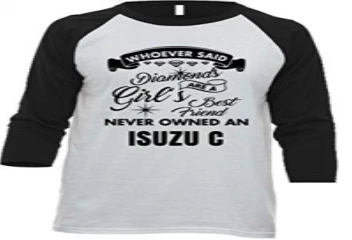 WHOEVER SAID
Diamonds
ARE A
Girl's
Best
Friend
NEVER OWNED AN
ISUZU C